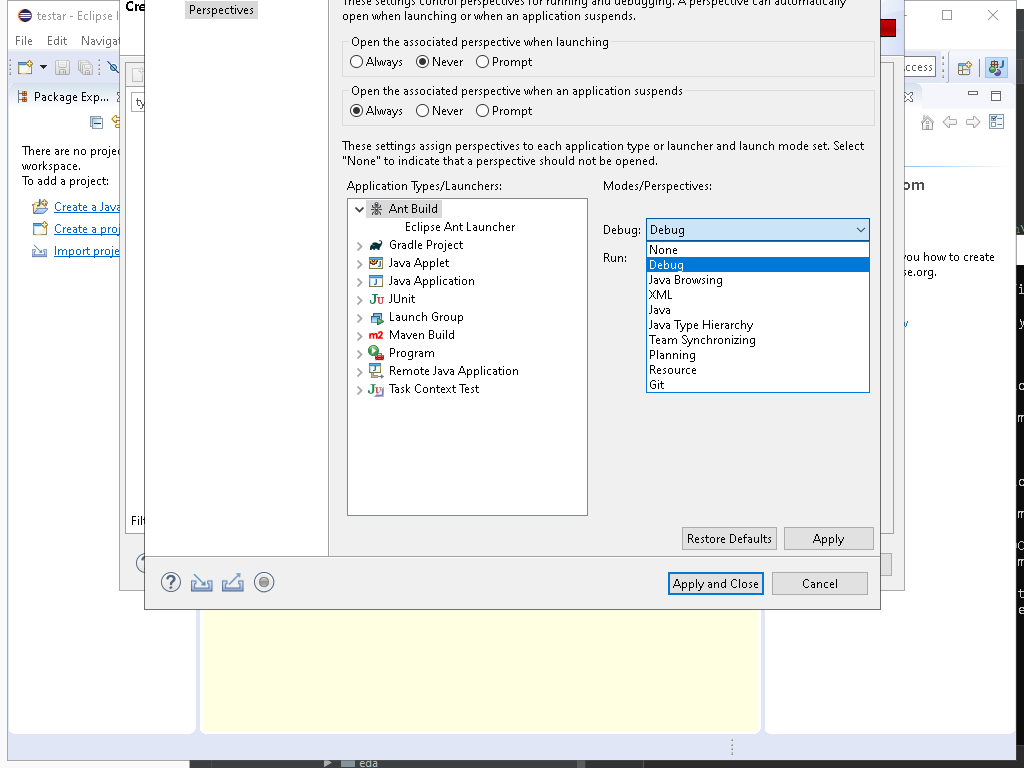 testar - Eclipse
Cre
Perspectives
These settings control perspectives for running and debugging. A perspective can automatically
open when launching or when an application suspends.
File Edit Navigat
Open the associated perspective when launching
Always Never Prompt
Open the associated perspective when an application suspends
Always Never Prompt
ccess
Package Exp...
ty
There are no proje
workspace.
To add a project:
Create a Java
Create a proj
Import proje
These settings assign perspectives to each application type or launcher and launch mode set. Select
"None" to indicate that a perspective should not be opened.
Application Types/Launchers:
Modes/Perspectives:
Ant Build
Eclipse Ant Launcher
Gradle Project
Java Applet
Java Application
Ju JUnit
Launch Group
m2 Maven Build
Program
Remote Java Application
Task Context Test
Debug: Debug
Run:
None
Debug
Java Browsing
XML
Java
Java Type Hierarchy
Team Synchronizing
Planning
Resource
Git
om
you how to create
se.org.
Filt
Restore Defaults
Apply
Apply and Close
Cancel
eda